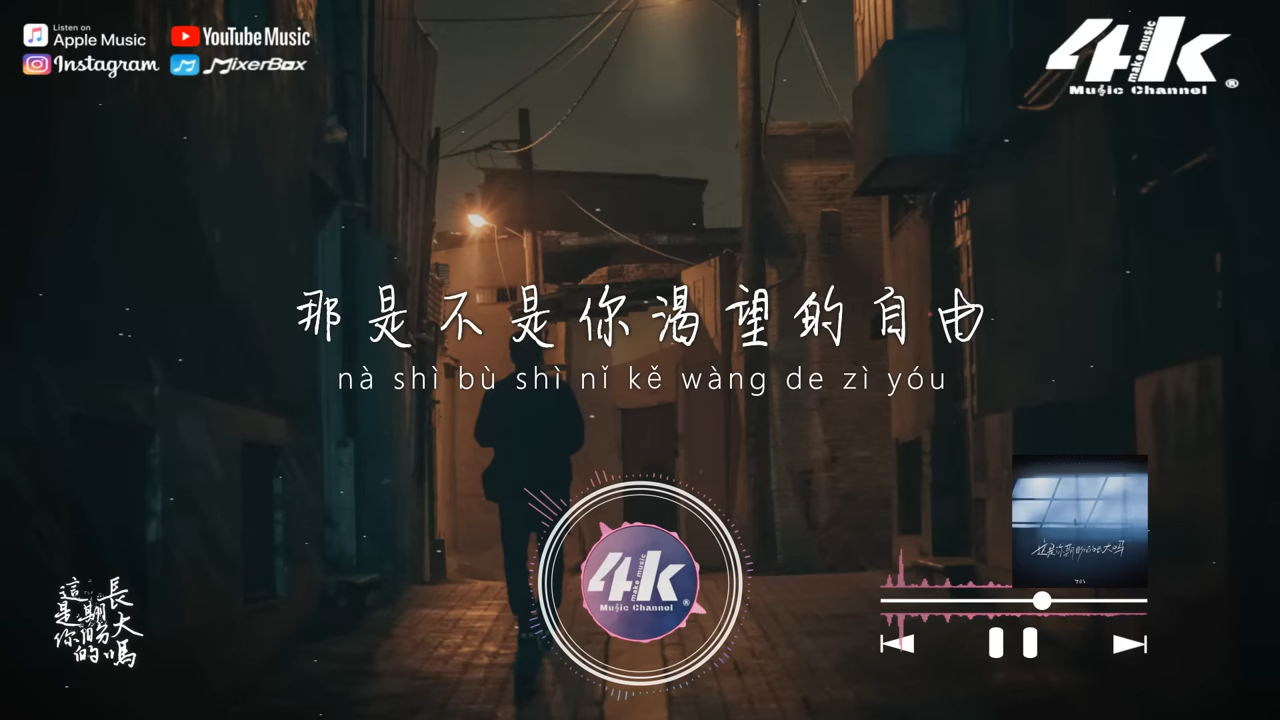 Listen on
Apple Music
YouTube Music
Instagram
MixerBox
4k
make music
Music Channel
®
那是不是你渴望的自由
nà shì bù shì nǐ kě wàng de zì yóu
4k
make music
Music Channel
®
這是你
期盼的
長大嗎